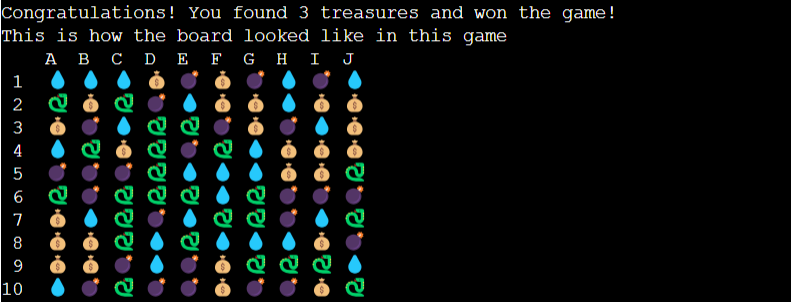 Congratulations! You found 3 treasures and won the game!
This is how the board looked like in this game
A B C D E F G H I J
1 💧 💧 💧 💰 💣 💰 💣 💧 💣 💧
2 🐍 💰 🐍 💣 💧 💰 💰 💧 💰 💰
3 💰 💣 💧 🐍 🐍 💣 💰 💣 💧 💰
4 💧 🐍 💰 🐍 💣 🐍 💧 💰 💰 💰
5 💣 💣 💣 🐍 💧 💧 💧 💰 💰 🐍
6 🐍 💣 🐍 🐍 🐍 💧 🐍 💣 💣 💣
7 💰 💧 🐍 💣 💧 🐍 🐍 💣 💧 🐍
8 💰 💰 🐍 💧 🐍 💧 💧 💧 💰 💣
9 💰 💰 💣 💧 💣 💰 🐍 🐍 🐍 💧
10 💧 💣 🐍 💣 💣 💰 💣 💣 💰 🐍